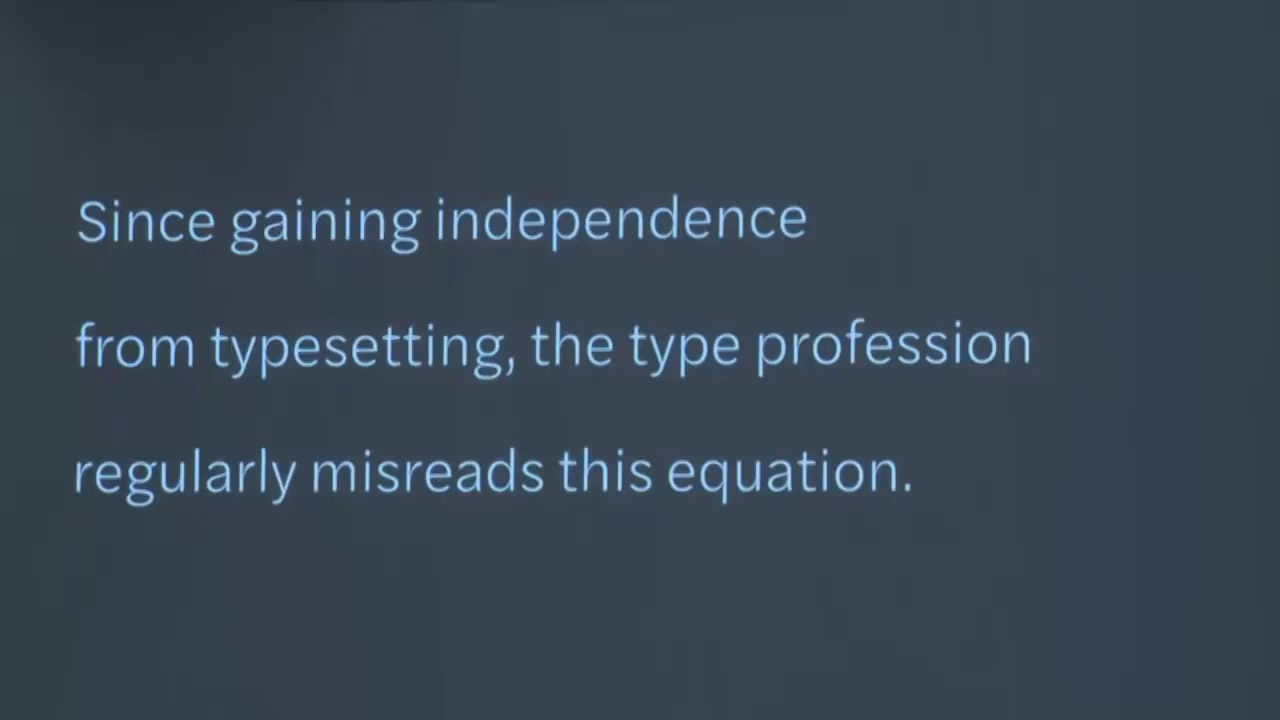 Since gaining independence
from typesetting, the type profession
regularly misreads this equation.